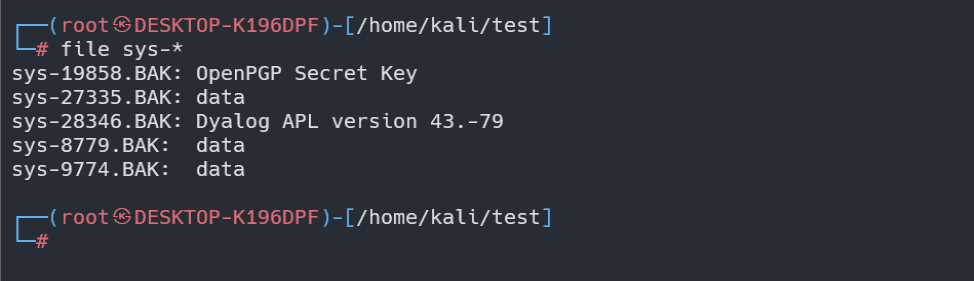 ┌──(root㉿DESKTOP-K196DPF)-[/home/kali/test]
└─# file sys-*
sys-19858.BAK: OpenPGP Secret Key
sys-27335.BAK: data
sys-28346.BAK: Dyalog APL version 43.-79
sys-8779.BAK:  data
sys-9774.BAK:  data

┌──(root㉿DESKTOP-K196DPF)-[/home/kali/test]
└─#